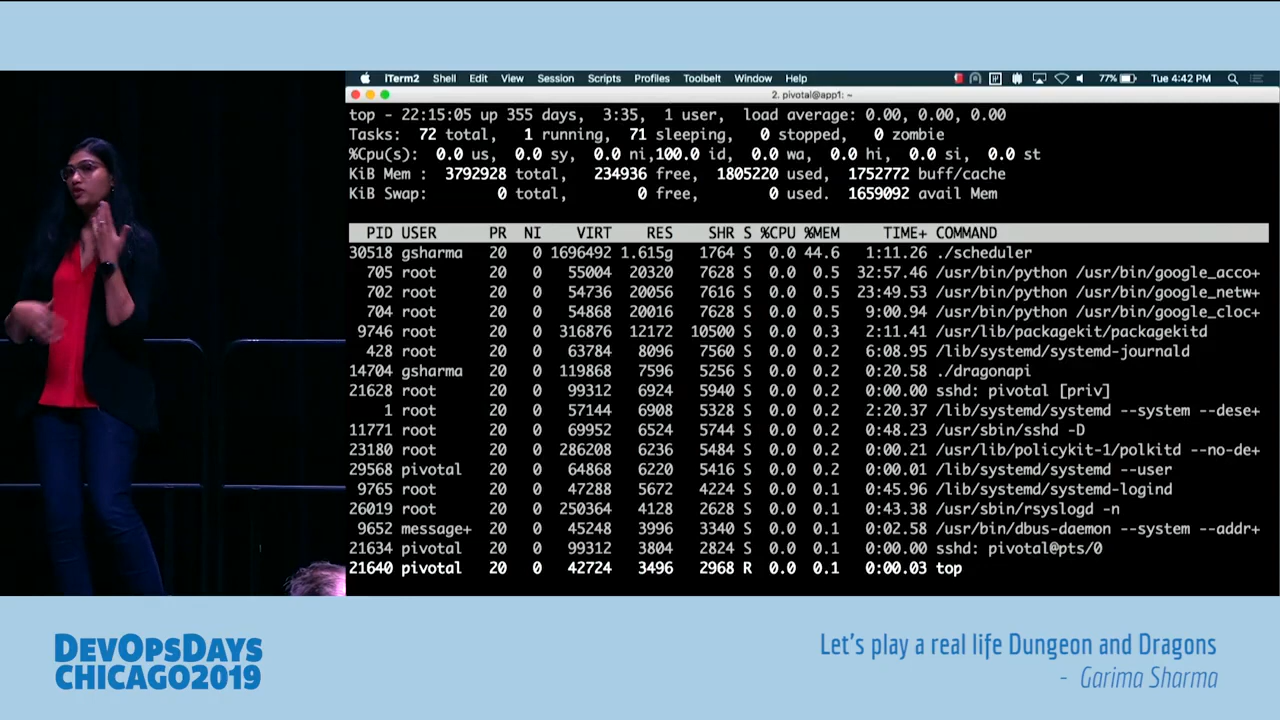 iTerm2 Shell Edit View Session Scripts Profiles Toolbelt Window Help 77% Tue 4:42 PM
2. pivotal@app1: ~
top - 22:15:05 up 355 days, 3:35, 1 user, load average: 0.00, 0.00, 0.00
Tasks: 72 total, 1 running, 71 sleeping, 0 stopped, 0 zombie
%Cpu(s): 0.0 us, 0.0 sy, 0.0 ni,100.0 id, 0.0 wa, 0.0 hi, 0.0 si, 0.0 st
KiB Mem : 3792928 total, 234936 free, 1805220 used, 1752772 buff/cache
KiB Swap: 0 total, 0 free, 0 used. 1659092 avail Mem
PID USER PR NI VIRT RES SHR S %CPU %MEM TIME+ COMMAND
30518 gsharma 20 0 1696492 1.615g 1764 S 0.0 44.6 1:11.26 ./scheduler
705 root 20 0 55004 20320 7628 S 0.0 0.5 32:57.46 /usr/bin/python /usr/bin/google_acco+
702 root 20 0 54736 20056 7616 S 0.0 0.5 23:49.53 /usr/bin/python /usr/bin/google_netw+
704 root 20 0 54868 20016 7628 S 0.0 0.5 9:00.94 /usr/bin/python /usr/bin/google_cloc+
9746 root 20 0 316876 12172 10500 S 0.0 0.3 2:11.41 /usr/lib/packagekit/packagekitd
428 root 20 0 63784 8096 7560 S 0.0 0.2 6:08.95 /lib/systemd/systemd-journald
14704 gsharma 20 0 119868 7596 5256 S 0.0 0.2 0:20.58 ./dragonapi
21628 root 20 0 99312 6924 5940 S 0.0 0.2 0:00.00 sshd: pivotal [priv]
1 root 20 0 57144 6908 5328 S 0.0 0.2 2:20.37 /lib/systemd/systemd --system --dese+
11771 root 20 0 69952 6524 5744 S 0.0 0.2 0:48.23 /usr/sbin/sshd -D
23180 root 20 0 286208 6236 5484 S 0.0 0.2 0:00.21 /usr/lib/policykit-1/polkitd --no-de+
29568 pivotal 20 0 64868 6220 5416 S 0.0 0.2 0:00.01 /lib/systemd/systemd --user
9765 root 20 0 47288 5672 4224 S 0.0 0.1 0:45.96 /lib/systemd/systemd-logind
26019 root 20 0 250364 4128 2628 S 0.0 0.1 0:43.38 /usr/sbin/rsyslogd -n
9652 message+ 20 0 45248 3996 3340 S 0.0 0.1 0:02.58 /usr/bin/dbus-daemon --system --addr+
21634 pivotal 20 0 99312 3804 2824 S 0.0 0.1 0:00.00 sshd: pivotal@pts/0
21640 pivotal 20 0 42724 3496 2968 R 0.0 0.1 0:00.03 top
DevOpsDays
CHICAGO2019
Let's play a real life Dungeon and Dragons
- Garima Sharma